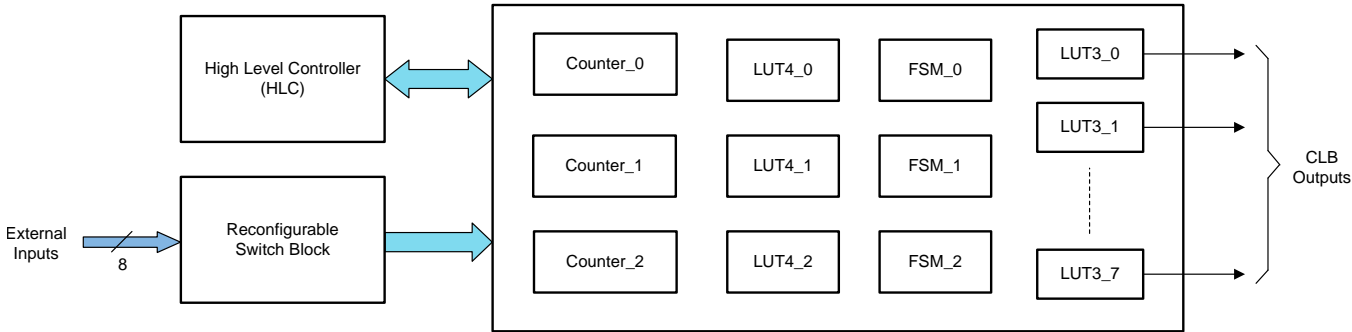 High Level Controller
(HLC)
Reconfigurable
Switch Block
External
Inputs
8
Counter_0
LUT4_0
FSM_0
LUT3_0
Counter_1
LUT4_1
FSM_1
LUT3_1
Counter_2
LUT4_2
FSM_2
LUT3_7
CLB
Outputs